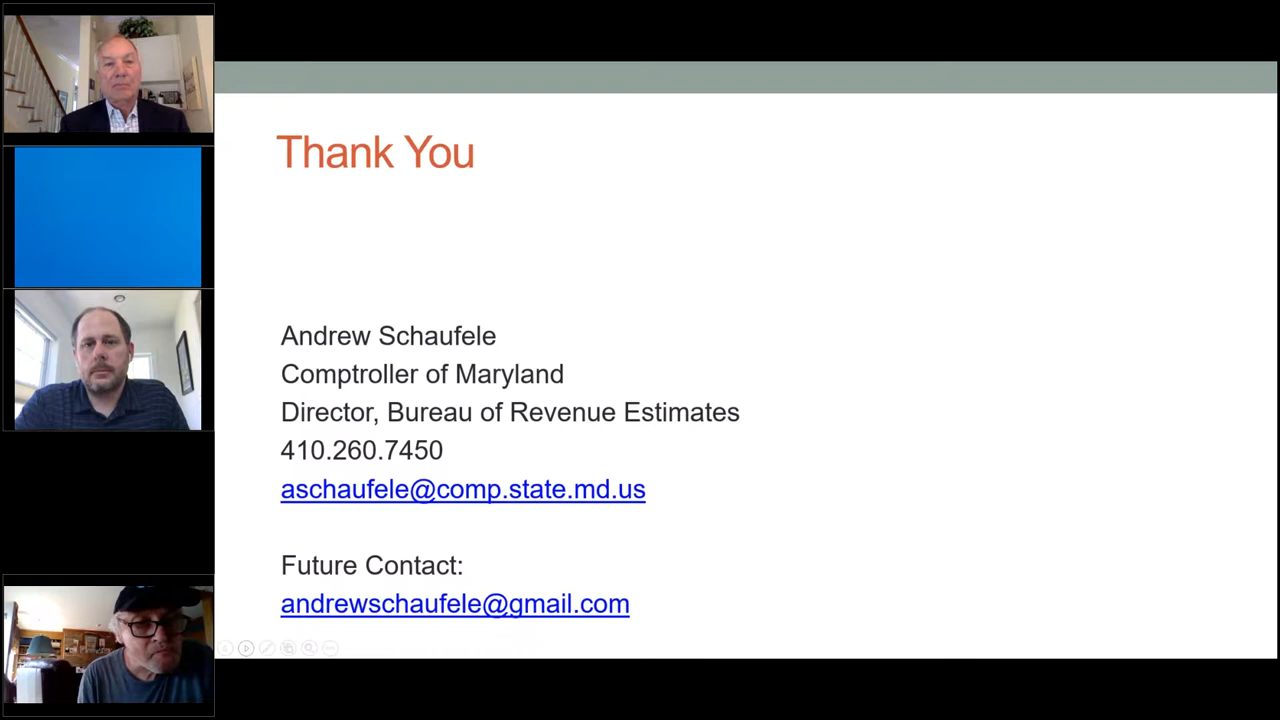 Thank You
Andrew Schaufele
Comptroller of Maryland
Director, Bureau of Revenue Estimates
410.260.7450
aschaufele@comp.state.md.us
Future Contact:
andrewschaufele@gmail.com